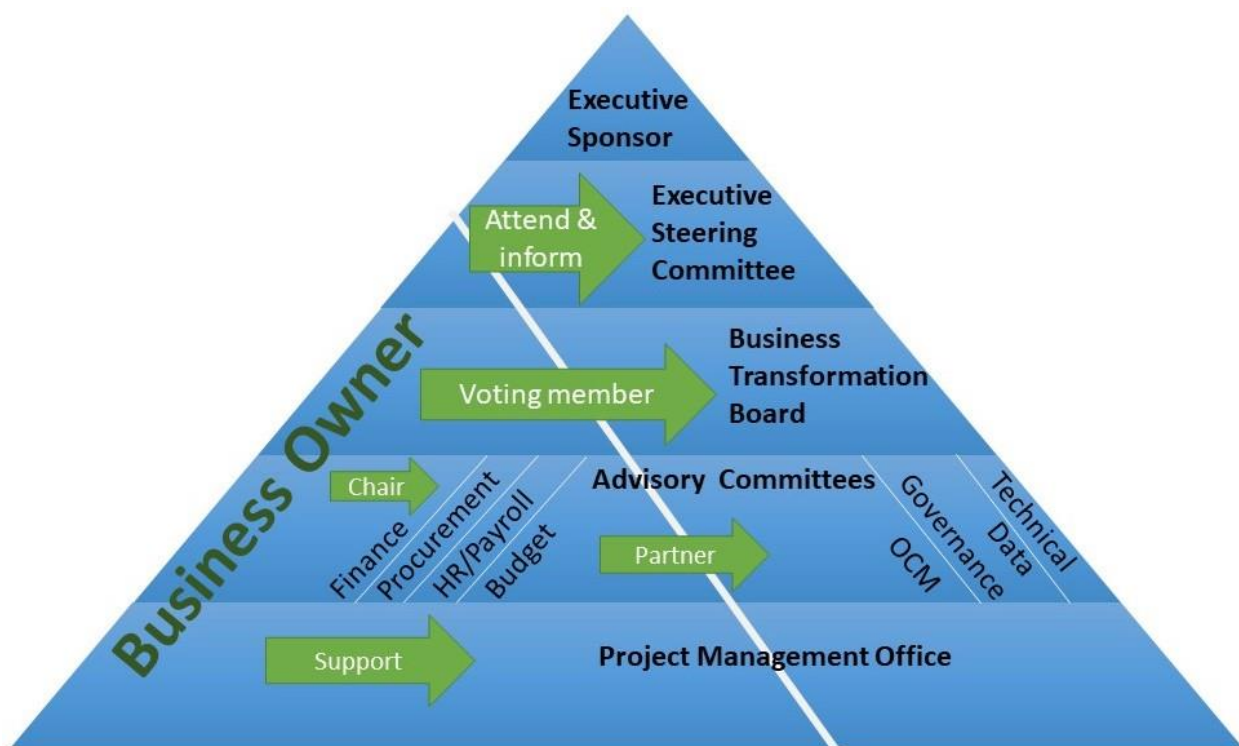 Executive
Sponsor
Attend &
inform
Executive
Steering
Committee
Business Owner
Voting member
Business
Transformation
Board
Chair
Finance
Procurement
HR/Payroll
Budget
Advisory Committees
Partner
OCM
Governance
Data
Technical
Support
Project Management Office